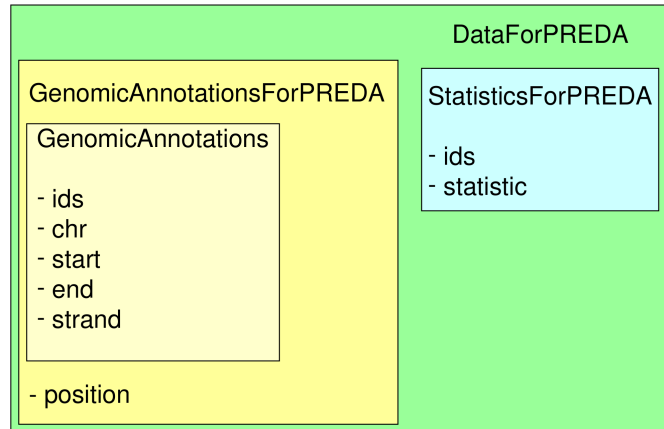 DataForPREDA
GenomicAnnotationsForPREDA
GenomicAnnotations
- ids
- chr
- start
- end
- strand
- position
StatisticsForPREDA
- ids
- statistic